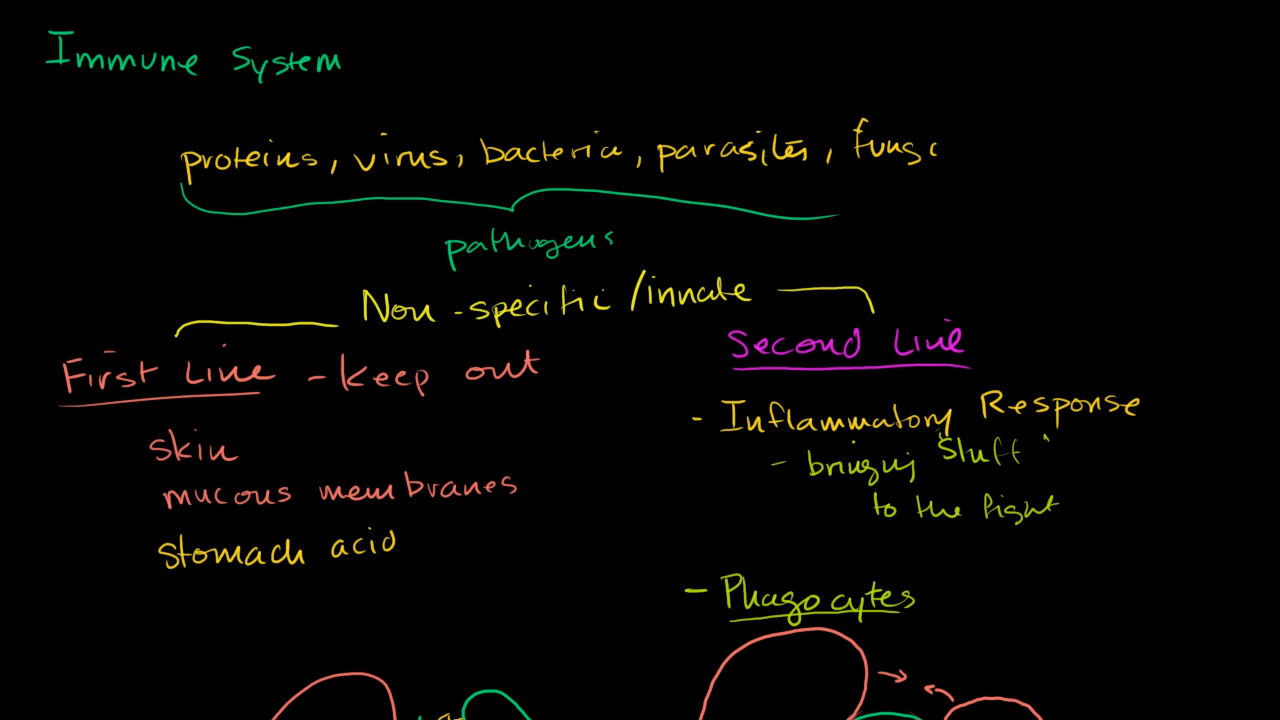 Immune System
proteins, virus, bacteria, parasites, fungi
pathogens
Non-specific/innate
First Line - Keep out
skin
mucous membranes
stomach acid
Second Line
- Inflammatory Response
- bringing "stuff"
to the fight
- Phagocytes